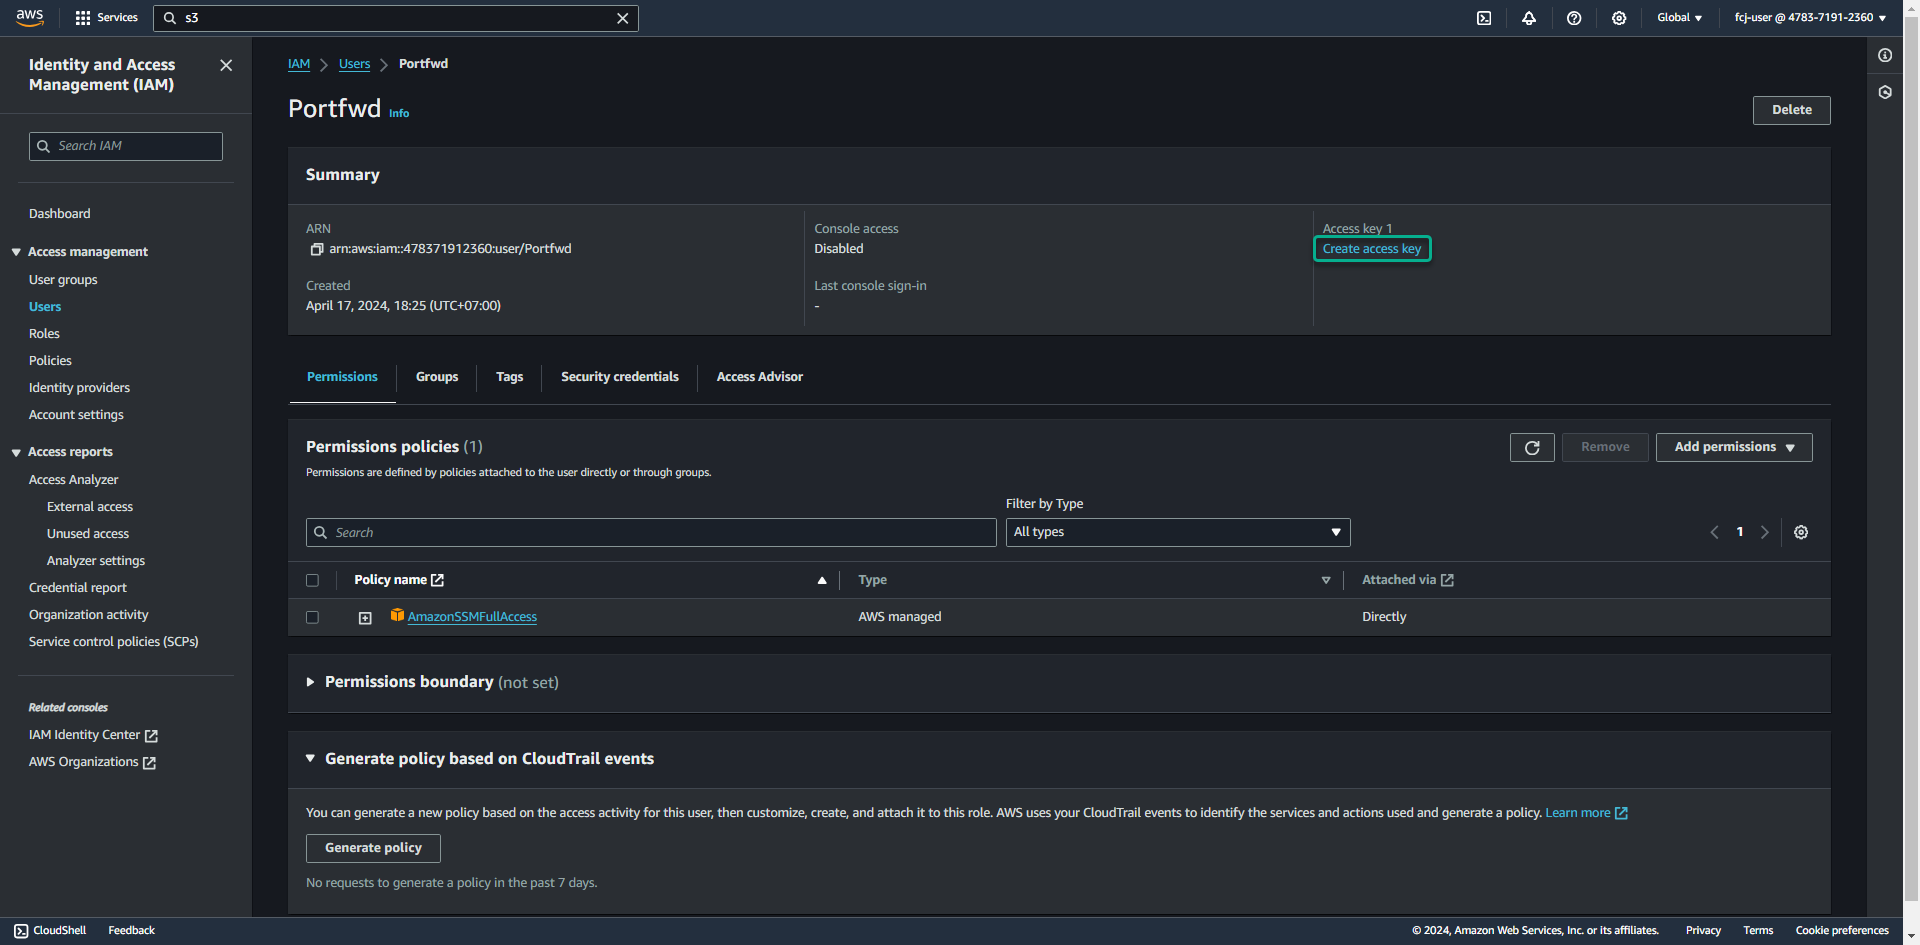 aws
Services
s3
Global
fcj-user @ 4783-7191-2360
Identity and Access
Management (IAM)
Search IAM
Dashboard
Access management
User groups
Users
Roles
Policies
Identity providers
Account settings
Access reports
Access Analyzer
External access
Unused access
Analyzer settings
Credential report
Organization activity
Service control policies (SCPs)
Related consoles
IAM Identity Center
AWS Organizations
IAM
Users
Portfwd
Portfwd Info
Delete
Summary
ARN
arn:aws:iam::478371912360:user/Portfwd
Created
April 17, 2024, 18:25 (UTC+07:00)
Console access
Disabled
Last console sign-in
-
Access key 1
Create access key
Permissions
Groups
Tags
Security credentials
Access Advisor
Permissions policies (1)
Permissions are defined by policies attached to the user directly or through groups.
Remove
Add permissions
Filter by Type
Search
All types
1
Policy name
Type
Attached via
AmazonSSMFullAccess
AWS managed
Directly
Permissions boundary (not set)
Generate policy based on CloudTrail events
You can generate a new policy based on the access activity for this user, then customize, create, and attach it to this role. AWS uses your CloudTrail events to identify the services and actions used and generate a policy. Learn more
Generate policy
No requests to generate a policy in the past 7 days.
CloudShell
Feedback
© 2024, Amazon Web Services, Inc. or its affiliates.
Privacy
Terms
Cookie preferences